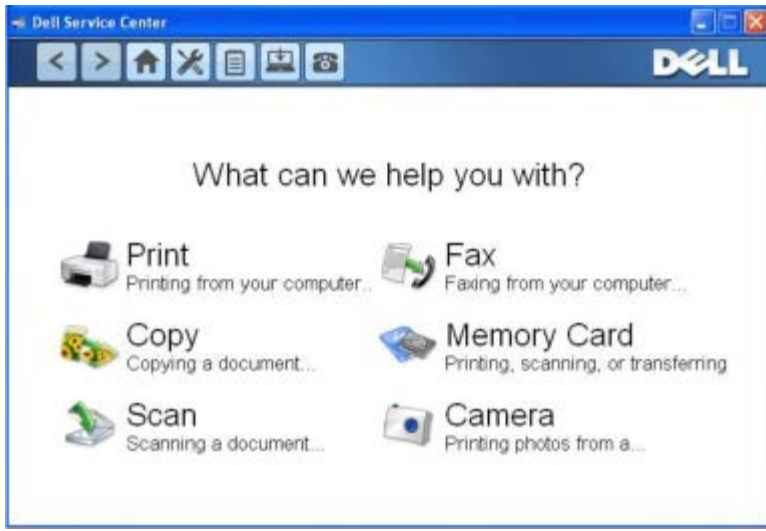 Dell Service Center
DELL
What can we help you with?
Print
Printing from your computer..
Fax
Faxing from your computer...
Copy
Copying a document...
Memory Card
Printing, scanning, or transferring
Scan
Scanning a document...
Camera
Printing photos from a...